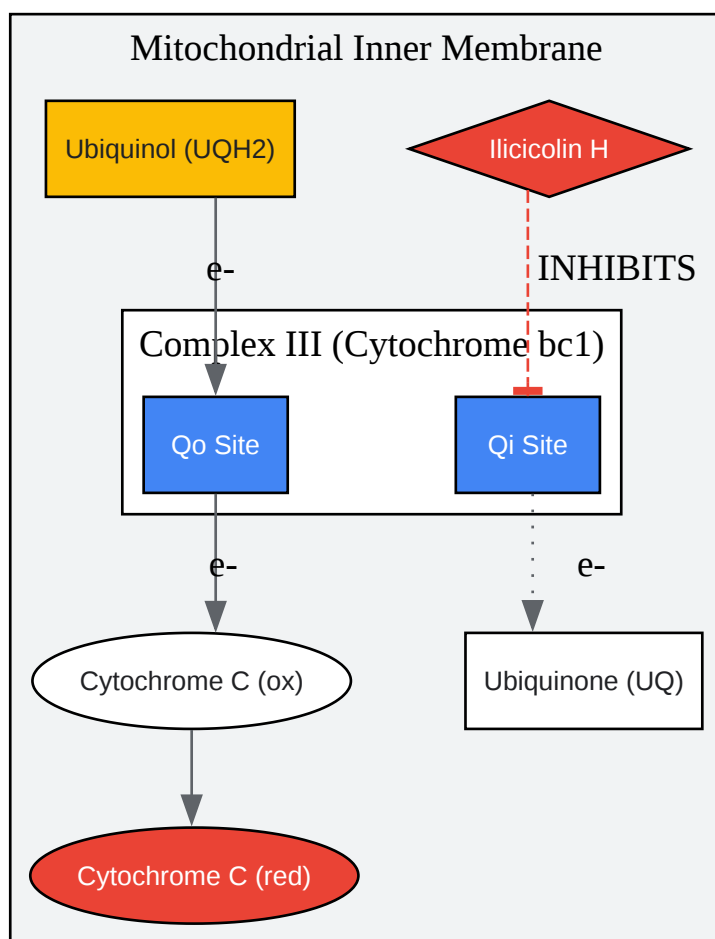 Mitochondrial Inner Membrane
Ubiquinol (UQH2)
Ilicicolin H
e-
INHIBITS
Complex III (Cytochrome bc1)
Qo Site
Qi Site
e-
e-
Cytochrome C (ox)
Ubiquinone (UQ)
Cytochrome C (red)